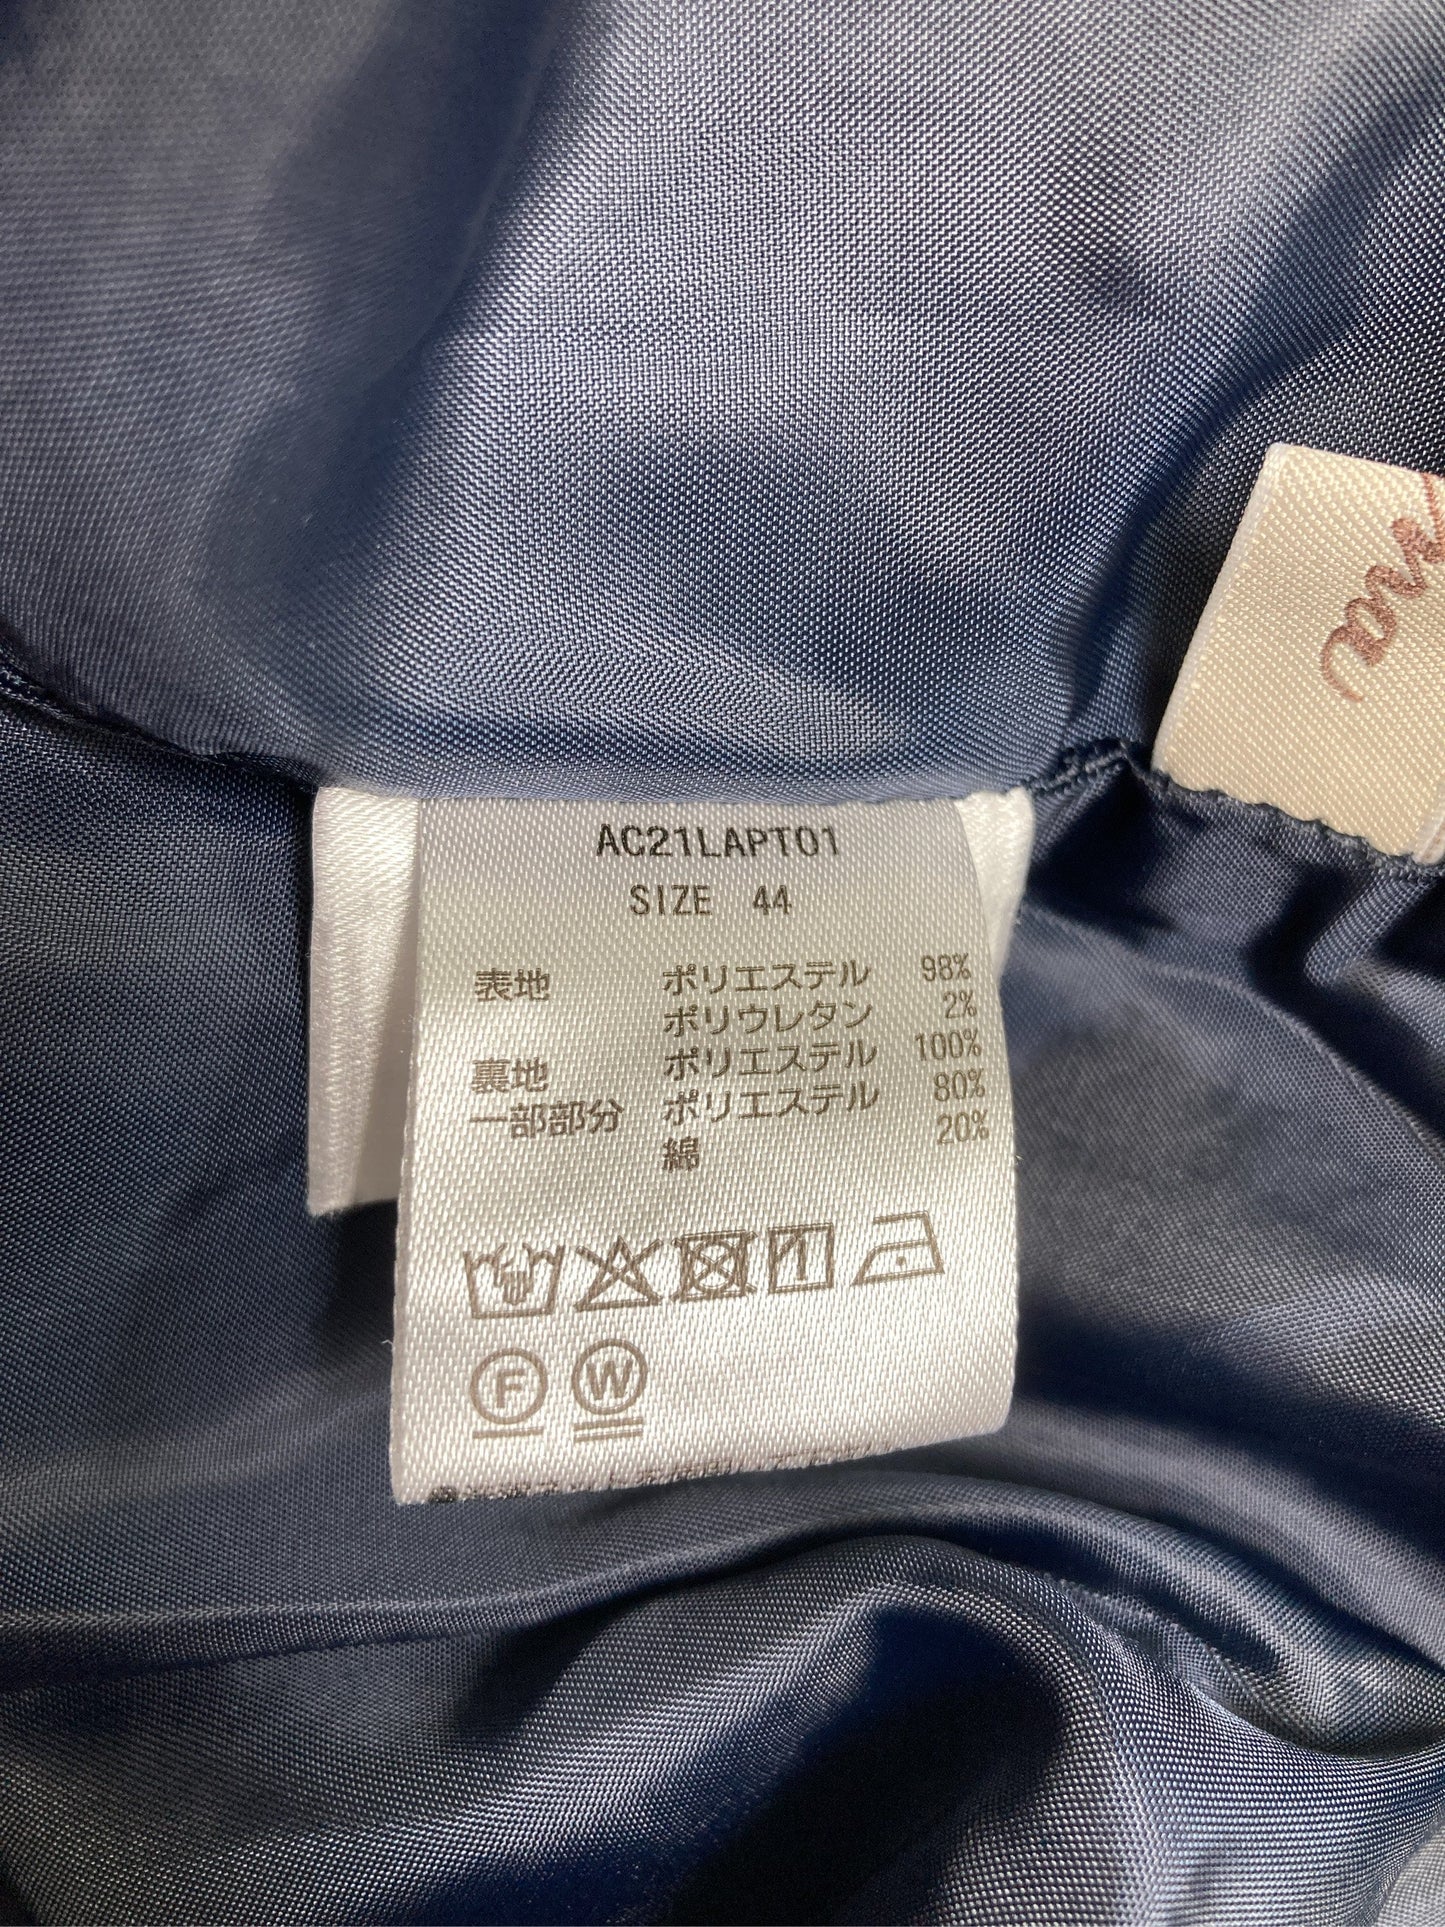 AC21LAPT01
SIZE 44
表地 ポリエステル 98%
ポリウレタン 2%
裏地 ポリエステル 100%
一部部分 ポリエステル 80%
綿 20%
F W